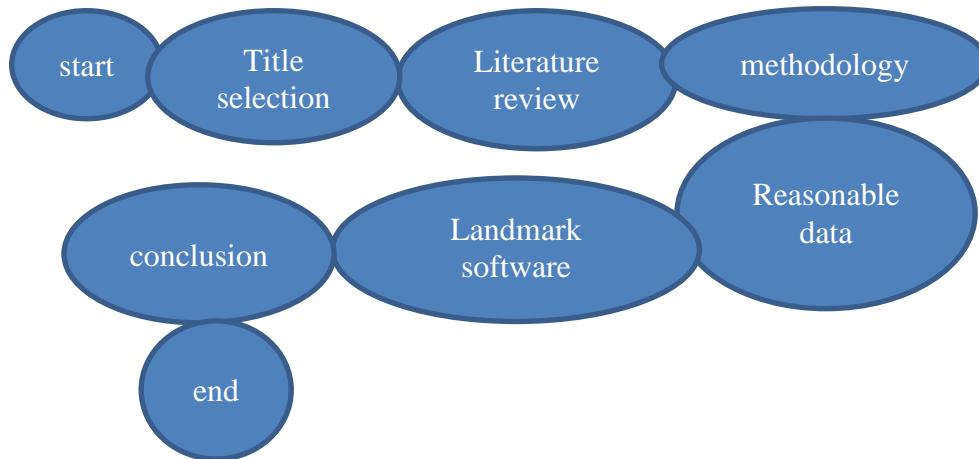 start
Title
selection
Literature
review
methodology
Reasonable
data
Landmark
software
conclusion
end